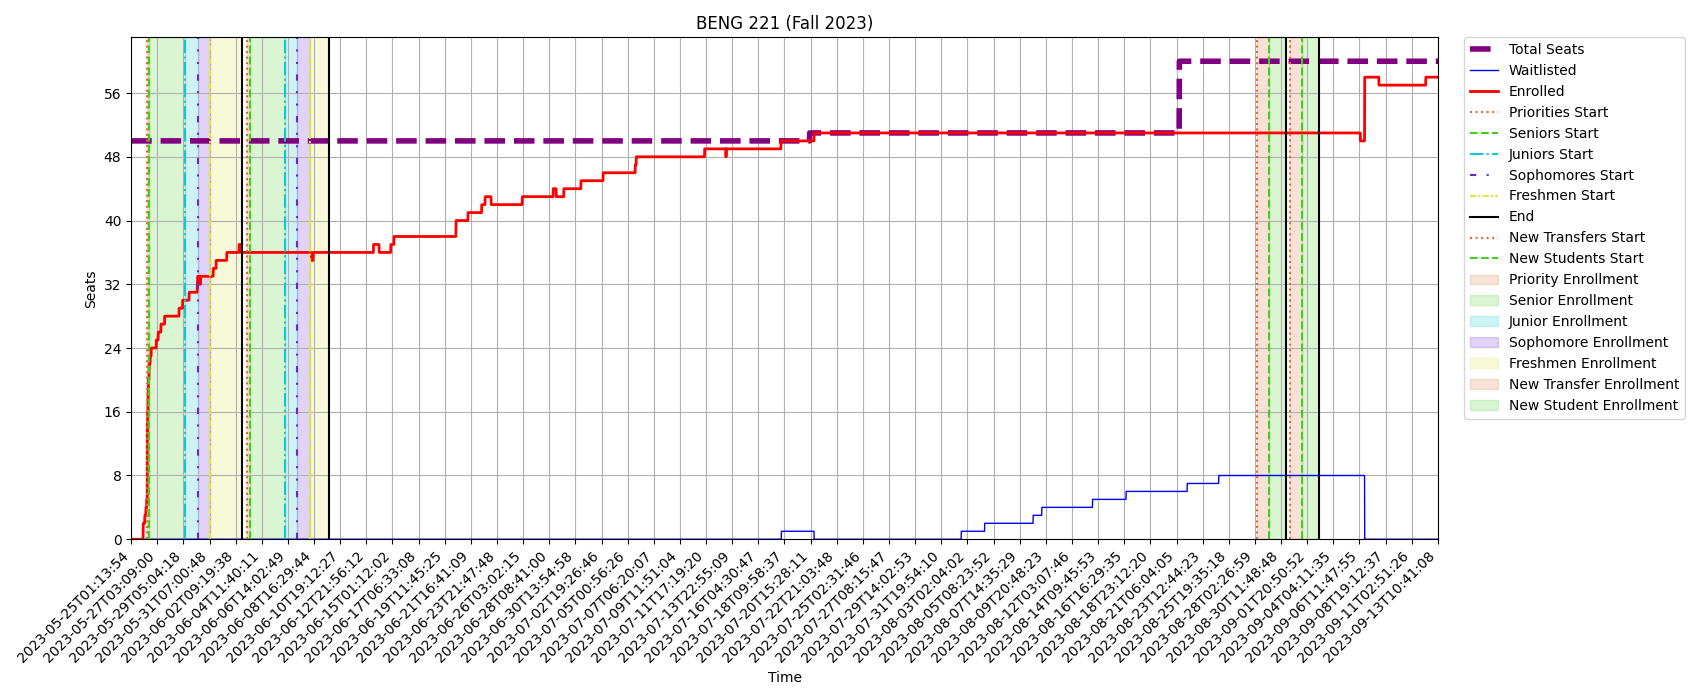 BENG 221 (Fall 2023)
Seats
56
48
40
32
24
16
8
0
2023-05-25T01:13:54
2023-05-27T03:09:00
2023-05-29T05:04:18
2023-05-31T07:00:48
2023-06-02T09:19:38
2023-06-04T11:40:11
2023-06-06T14:02:49
2023-06-08T16:29:44
2023-06-10T19:12:27
2023-06-12T21:56:12
2023-06-15T01:12:02
2023-06-17T06:33:08
2023-06-19T11:45:25
2023-06-21T16:41:09
2023-06-23T21:47:48
2023-06-26T03:02:15
2023-06-28T08:41:00
2023-06-30T13:54:58
2023-07-02T19:26:46
2023-07-05T00:56:26
2023-07-07T06:20:07
2023-07-09T11:51:04
2023-07-11T17:19:20
2023-07-13T22:55:09
2023-07-16T04:30:47
2023-07-18T09:58:37
2023-07-20T15:28:11
2023-07-22T21:03:48
2023-07-25T02:31:46
2023-07-27T08:15:47
2023-07-29T14:02:53
2023-07-31T19:54:10
2023-08-03T02:04:02
2023-08-05T08:23:52
2023-08-07T14:35:29
2023-08-09T20:48:23
2023-08-12T03:07:46
2023-08-14T09:45:53
2023-08-16T16:29:35
2023-08-18T23:12:20
2023-08-21T06:04:05
2023-08-23T12:44:23
2023-08-25T19:35:18
2023-08-28T02:26:59
2023-08-30T11:48:48
2023-09-01T20:50:52
2023-09-04T04:11:35
2023-09-06T11:47:55
2023-09-08T19:12:37
2023-09-11T02:51:26
2023-09-13T10:41:08
Time
Total Seats
Waitlisted
Enrolled
Priorities Start
Seniors Start
Juniors Start
Sophomores Start
Freshmen Start
End
New Transfers Start
New Students Start
Priority Enrollment
Senior Enrollment
Junior Enrollment
Sophomore Enrollment
Freshmen Enrollment
New Transfer Enrollment
New Student Enrollment